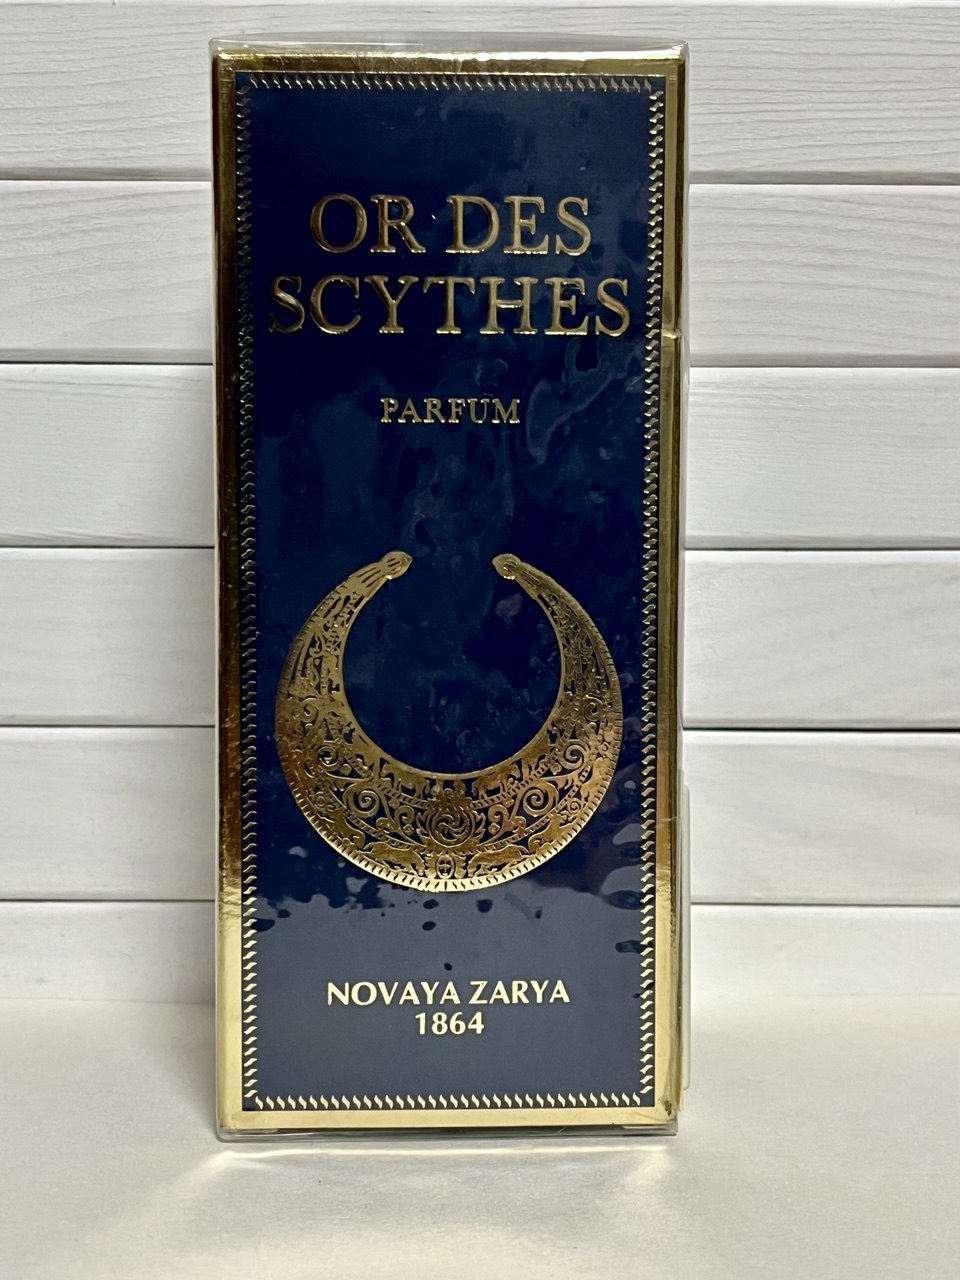 OR DES
SCYTHES
PARFUM
NOVAYA ZARYA
1864